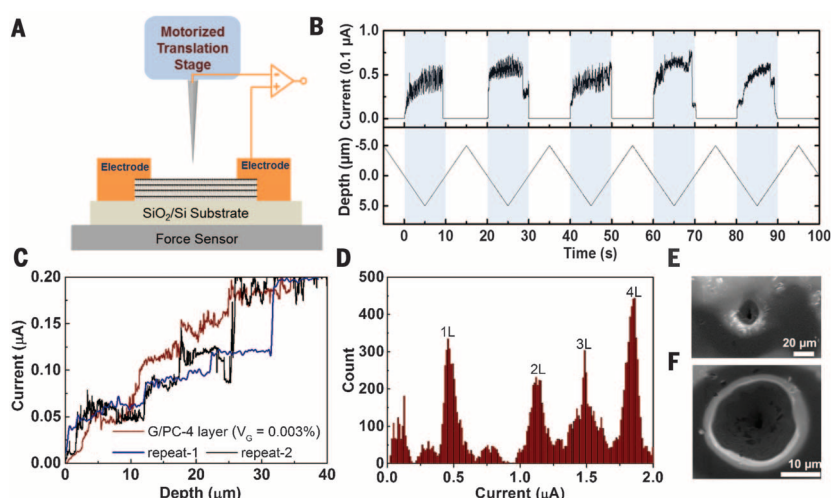 A
Motorized
Translation
Stage
-
+
Electrode
Electrode
SiO2/Si Substrate
Force Sensor
B
Current (0.1 µA)
1.0
0.5
0.0
Depth (µm)
-5.0
0.0
5.0
0 10 20 30 40 50 60 70 80 90 100
Time (s)
C
Current (µA)
0.20
0.15
0.10
0.05
0.00
G/PC-4 layer (VG = 0.003%)
repeat-1 repeat-2
0 10 20 30 40
Depth (µm)
D
Count
500
400
300
200
100
0
1L
2L
3L
4L
0.0 0.5 1.0 1.5 2.0
Current (µA)
E
20 µm
F
10 µm